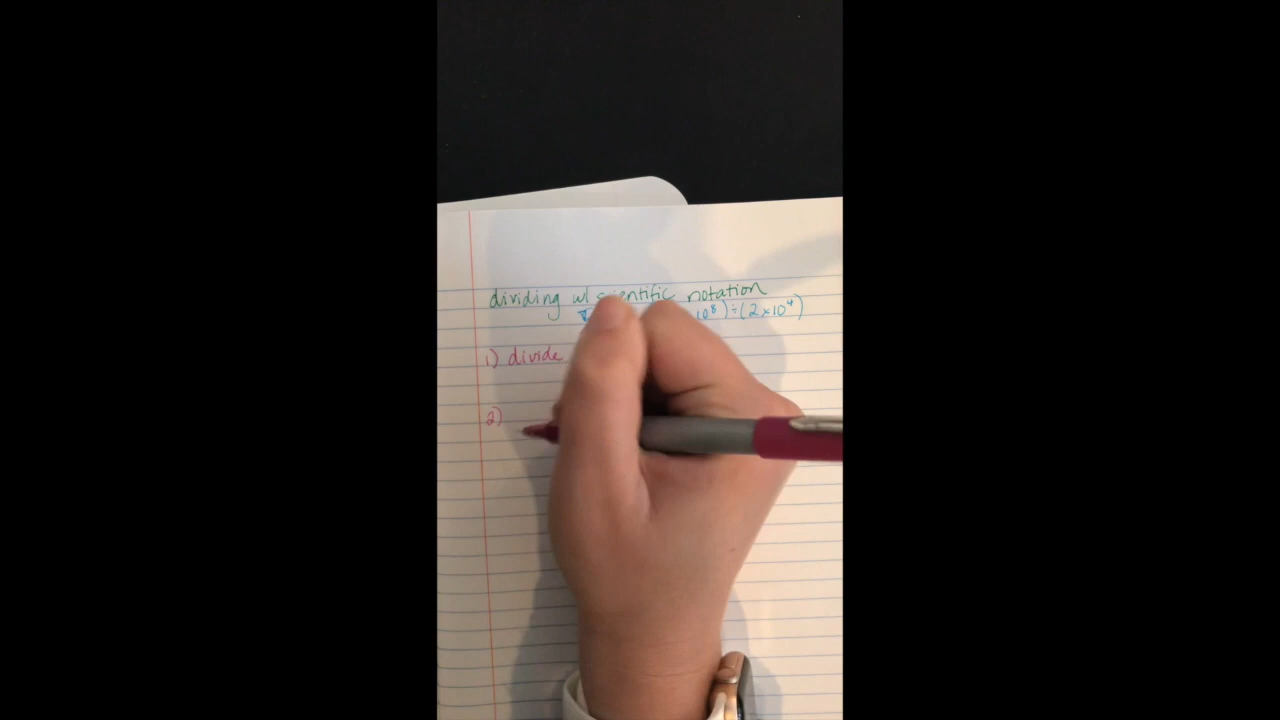 dividing w/ scientific notation
10⁸)÷(2×10⁴)
1) divide
2)